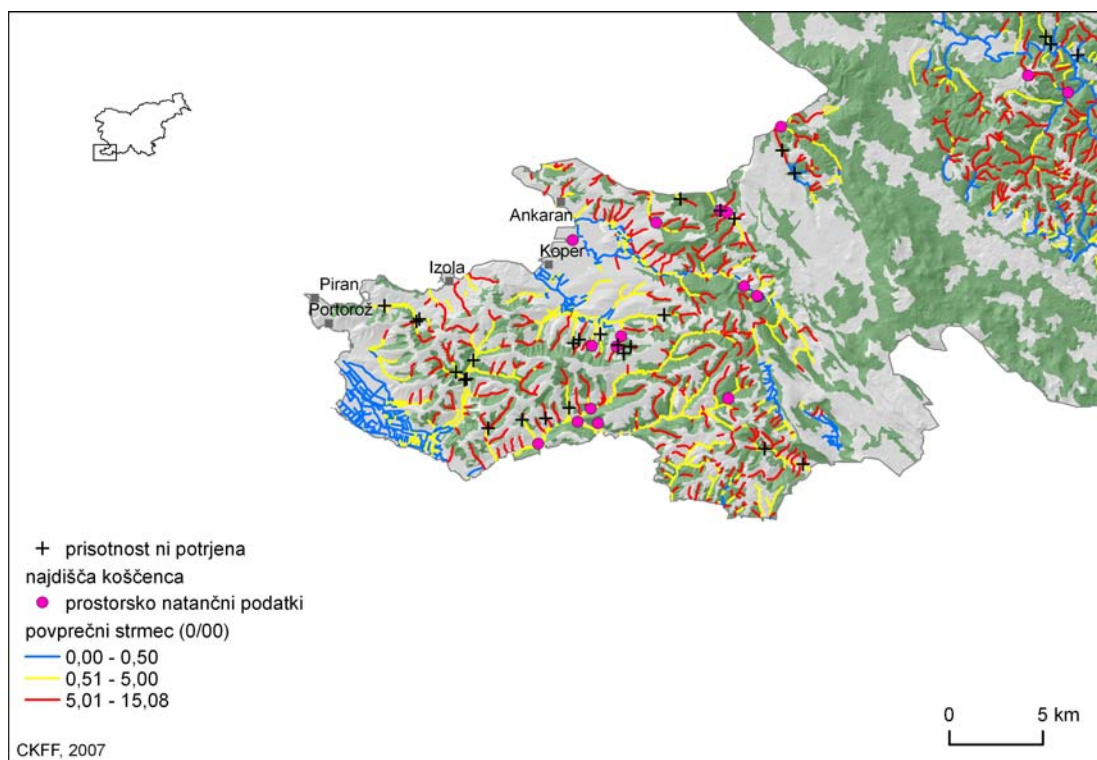 Ankaran
Koper
Izola
Piran
Portorož
+ prisotnost ni potrjena
najdišča koščenca
prostorsko natančni podatki
povprečni strmec (0/00)
0,00 - 0,50
0,51 - 5,00
5,01 - 15,08
0 5 km
CKFF, 2007